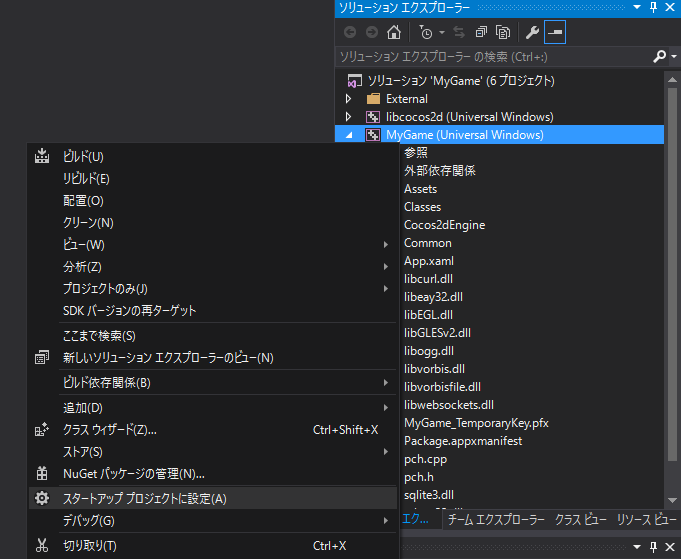 ソリューション エクスプローラー
ソリューション エクスプローラー の検索 (Ctrl+:)
ソリューション 'MyGame' (6 プロジェクト)
External
libcocos2d (Universal Windows)
MyGame (Universal Windows)
参照
外部依存関係
Assets
Classes
Cocos2dEngine
Common
App.xaml
libcurl.dll
libeay32.dll
libEGL.dll
libGLESv2.dll
libogg.dll
libvorbis.dll
libvorbisfile.dll
libwebsockets.dll
MyGame_TemporaryKey.pfx
Package.appxmanifest
pch.cpp
pch.h
sqlite3.dll
エク...
チーム エクスプローラー
クラス ビュー
リソース ビュー
ビルド(U)
リビルド(E)
配置(O)
クリーン(N)
ビュー(W)
分析(Z)
プロジェクトのみ(J)
SDK バージョンの再ターゲット
ここまで検索(S)
新しいソリューション エクスプローラーのビュー(N)
ビルド依存関係(B)
追加(D)
クラス ウィザード(Z)... Ctrl+Shift+X
ストア(S)
NuGet パッケージの管理(N)...
スタートアップ プロジェクトに設定(A)
デバッグ(G)
切り取り(T) Ctrl+X